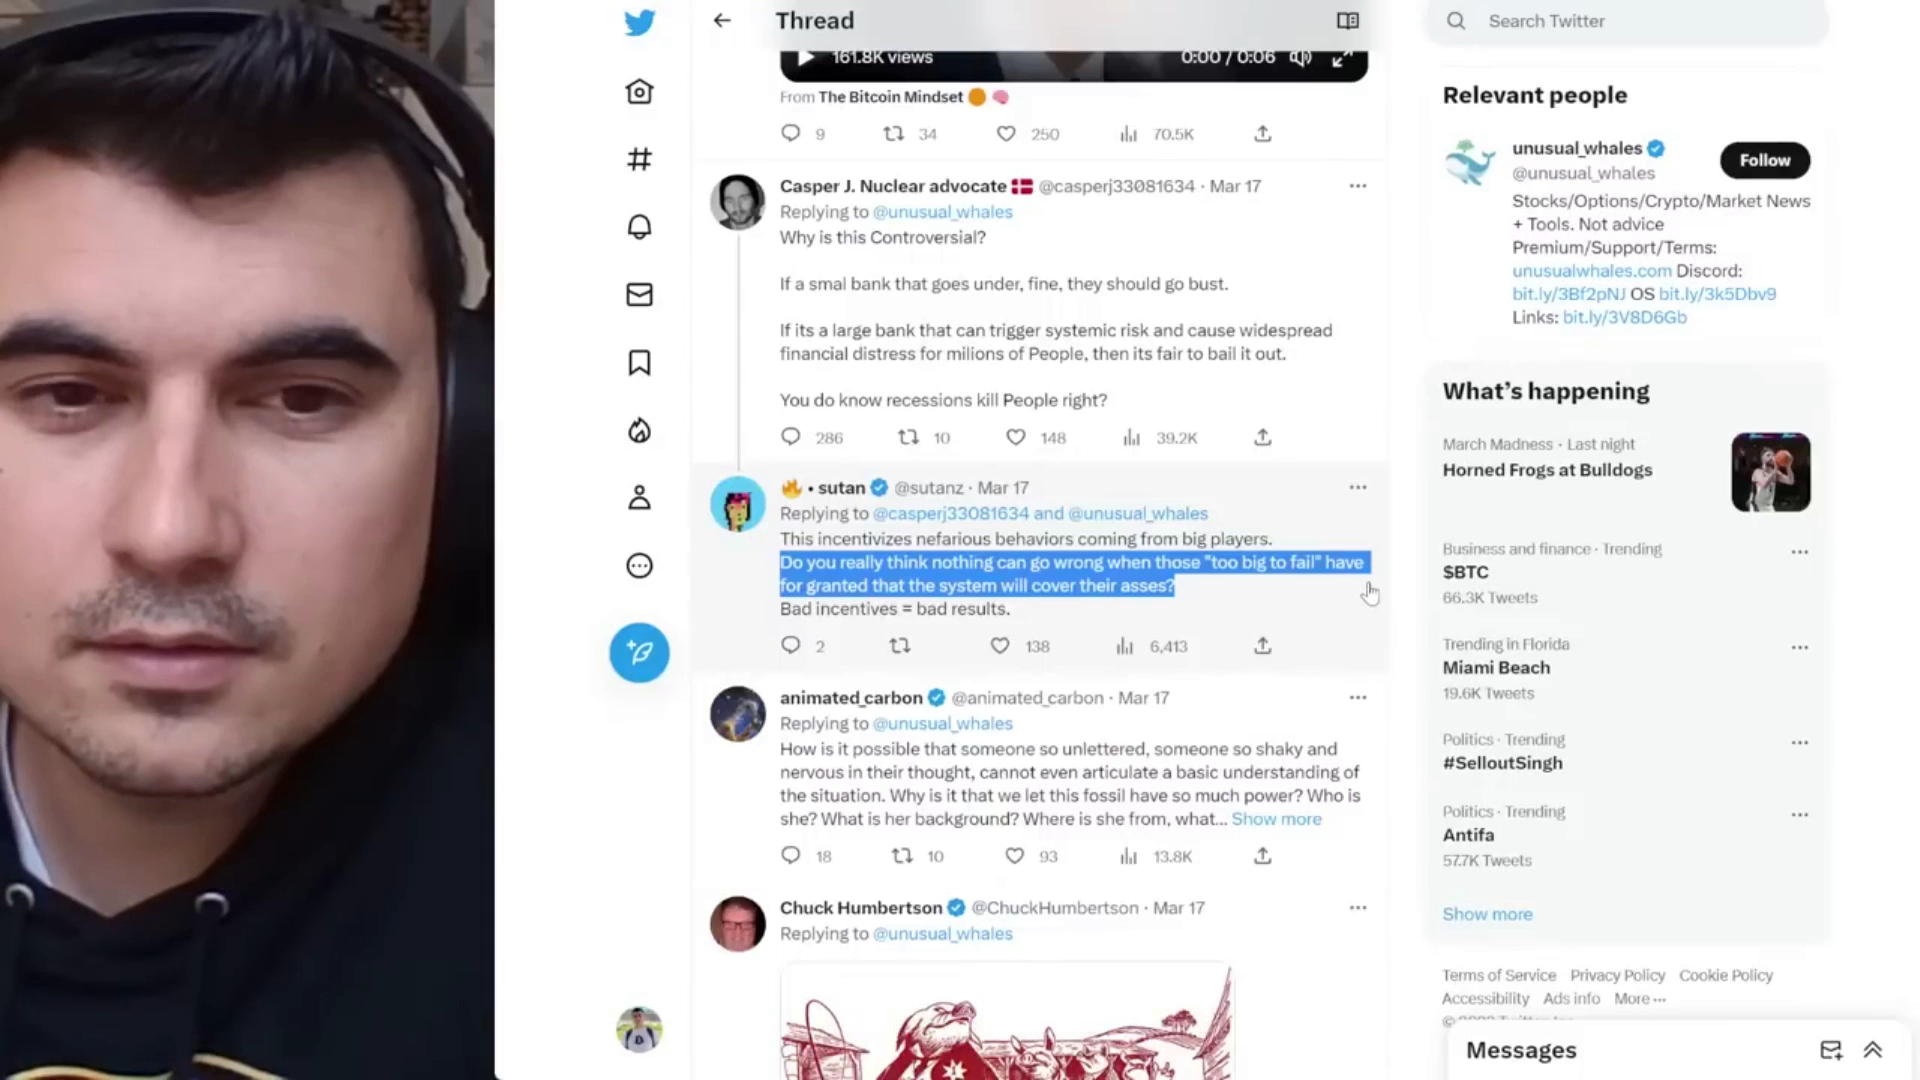 Thread
Search Twitter
161.8K views
0:00 / 0:06
From The Bitcoin Mindset
9 34 250 70.5K
Casper J. Nuclear advocate @casperj33081634 · Mar 17
Replying to @unusual_whales
Why is this Controversial?
If a smal bank that goes under, fine, they should go bust.
If its a large bank that can trigger systemic risk and cause widespread
financial distress for milions of People, then its fair to bail it out.
You do know recessions kill People right?
286 10 148 39.2K
• sutan @sutanz · Mar 17
Replying to @casperj33081634 and @unusual_whales
This incentivizes nefarious behaviors coming from big players.
Do you really think nothing can go wrong when those "too big to fail" have
for granted that the system will cover their asses?
Bad incentives = bad results.
2 138 6,413
animated_carbon @animated_carbon · Mar 17
Replying to @unusual_whales
How is it possible that someone so unlettered, someone so shaky and
nervous in their thought, cannot even articulate a basic understanding of
the situation. Why is it that we let this fossil have so much power? Who is
she? What is her background? Where is she from, what... Show more
18 10 93 13.8K
Chuck Humbertson @ChuckHumbertson · Mar 17
Replying to @unusual_whales
Relevant people
unusual_whales
@unusual_whales
Follow
Stocks/Options/Crypto/Market News
+ Tools. Not advice
Premium/Support/Terms:
unusualwhales.com Discord:
bit.ly/3Bf2pNJ OS bit.ly/3k5Dbv9
Links: bit.ly/3V8D6Gb
What's happening
March Madness · Last night
Horned Frogs at Bulldogs
Business and finance · Trending
$BTC
66.3K Tweets
Trending in Florida
Miami Beach
19.6K Tweets
Politics · Trending
#SelloutSingh
Politics · Trending
Antifa
57.7K Tweets
Show more
Terms of Service Privacy Policy Cookie Policy
Accessibility Ads info More ···
Messages